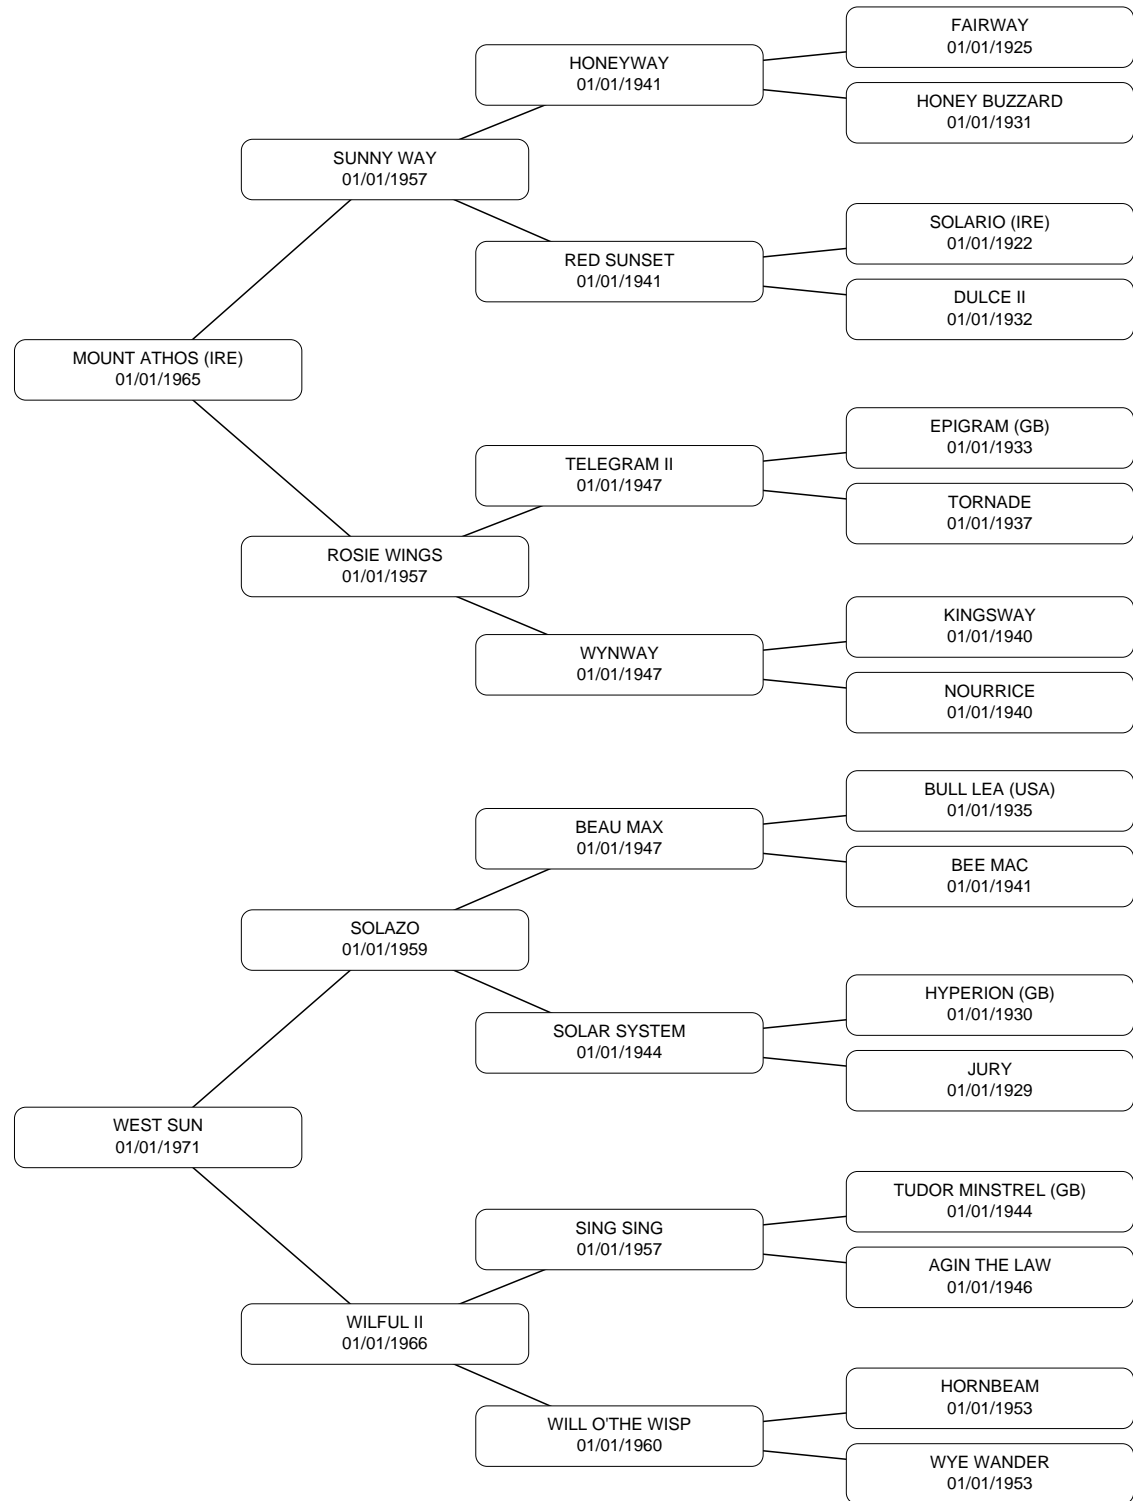 FAIRWAY
01/01/1925
HONEYWAY
01/01/1941
HONEY BUZZARD
01/01/1931
SUNNY WAY
01/01/1957
SOLARIO (IRE)
01/01/1922
RED SUNSET
01/01/1941
DULCE II
01/01/1932
MOUNT ATHOS (IRE)
01/01/1965
EPIGRAM (GB)
01/01/1933
TELEGRAM II
01/01/1947
TORNADE
01/01/1937
ROSIE WINGS
01/01/1957
KINGSWAY
01/01/1940
WYNWAY
01/01/1947
NOURRICE
01/01/1940
BULL LEA (USA)
01/01/1935
BEAU MAX
01/01/1947
BEE MAC
01/01/1941
SOLAZO
01/01/1959
HYPERION (GB)
01/01/1930
SOLAR SYSTEM
01/01/1944
JURY
01/01/1929
WEST SUN
01/01/1971
TUDOR MINSTREL (GB)
01/01/1944
SING SING
01/01/1957
AGIN THE LAW
01/01/1946
WILFUL II
01/01/1966
HORNBEAM
01/01/1953
WILL O'THE WISP
01/01/1960
WYE WANDER
01/01/1953